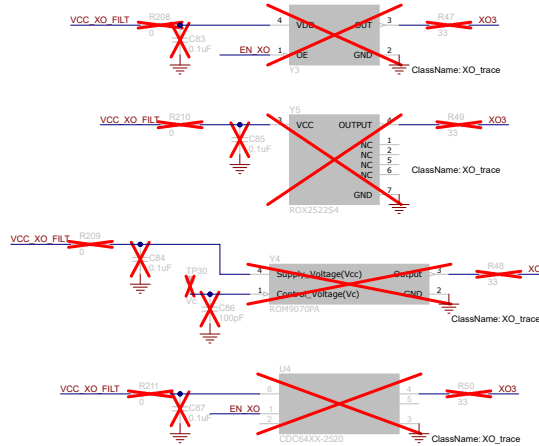 R208 R47
VCC_XO_FILT 4 VDD OUT 3 XO3
0 C83 33
0.1uF
EN_XO 1 OE GND 2
Y3 ClassName: XO_trace
Y5
R210 R49
VCC_XO_FILT 3 VCC OUTPUT XO3
0 C85 NC 1 33
0.1uF NC 2
NC 5
NC 6 ClassName: XO_trace
GND 7
ROX2522S4
R209
VCC_XO_FILT Y4
0 C84 R48
0.1uF TP30 4 Supply_Voltage(Vcc) Output 3 XO
1 Control_Voltage(Vc) GND 2 33
Vc C86 ROM9070PA
100pF ClassName: XO_trace
U4
R211 R50
VCC_XO_FILT 6 4 XO3
0 C87 5 33
0.1uF EN_XO 1
2 3
CDC64XX-2520 ClassName: XO_trace